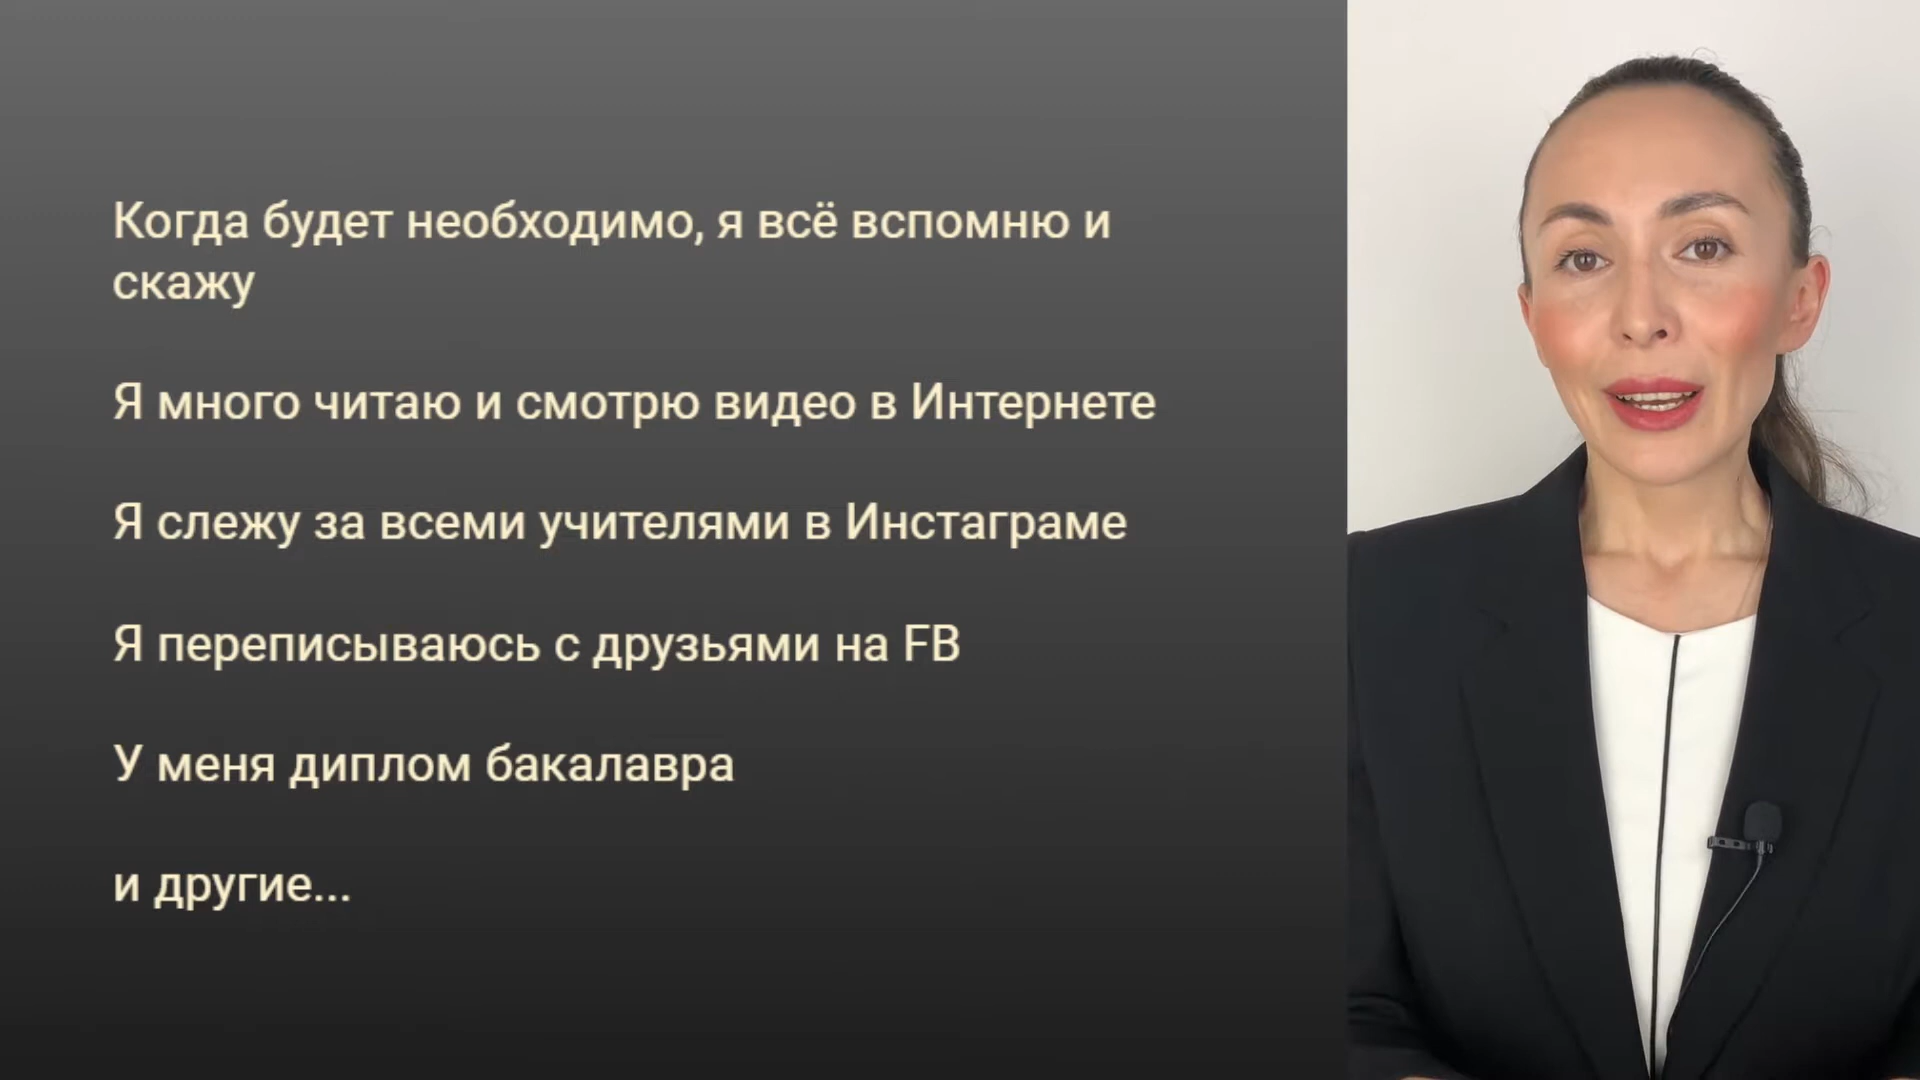 Когда будет необходимо, я всё вспомню и
скажу
Я много читаю и смотрю видео в Интернете
Я слежу за всеми учителями в Инстаграме
Я переписываюсь с друзьями на FB
У меня диплом бакалавра
и другие...